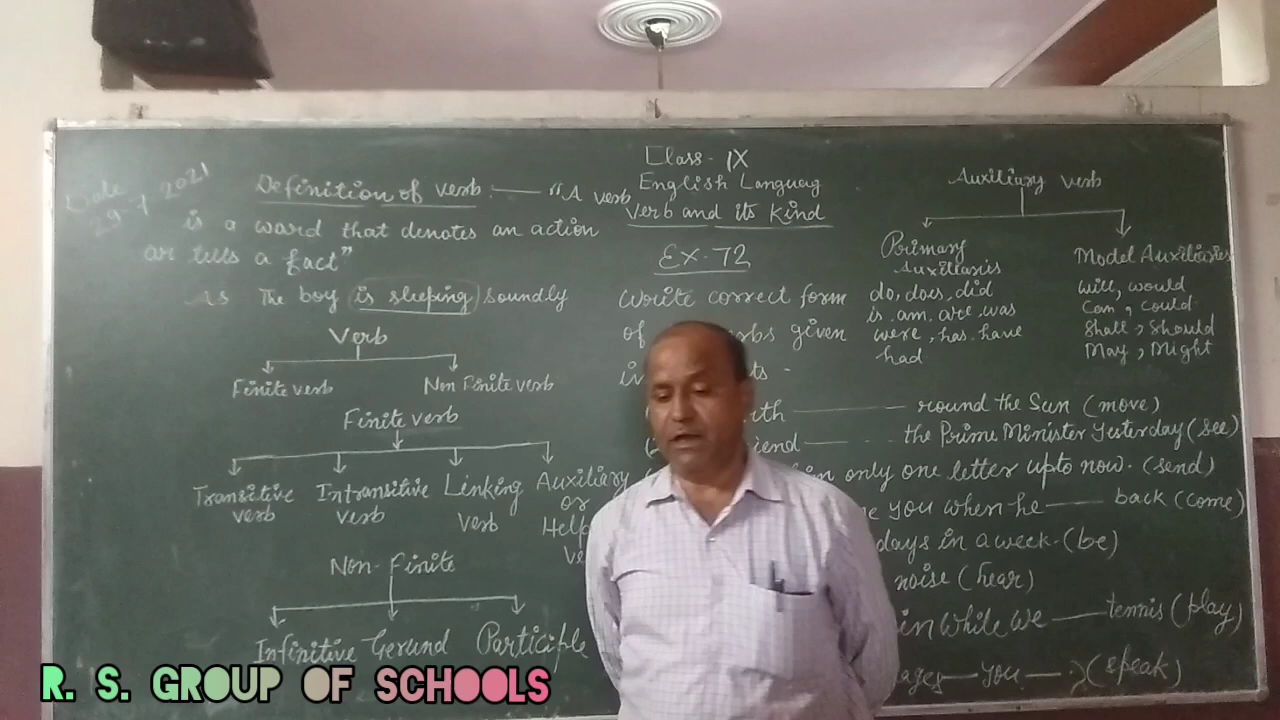 Date
29-7 2021
Class - IX
English Languag
Verb and its Kind
Definition of verb :— "A verb
is a word that denotes an action
or tells a fact"
As The boy is sleeping soundly
Verb
Finite verb Non Finite verb
Finite verb
Transitive verb
Intransitive verb
Linking verb
Auxiliary or
Non-Finite
Infinitive Gerund Participle
Ex. 72
Write correct form
of given
in
round the Sun (move)
the Prime Minister Yesterday (see)
only one letter upto now. (send)
you when he — back (come)
days in a week. (be)
noise (hear)
in while we — tennis (play)
— you — ? (speak)
Auxiliary verb
Primary
Auxiliaries
do, does, did
is, am, are, was
were, has, have
had
Model Auxiliaries
will, would
Can, Could
Shall, Should
May, Might
R. S. GROUP OF SCHOOLS